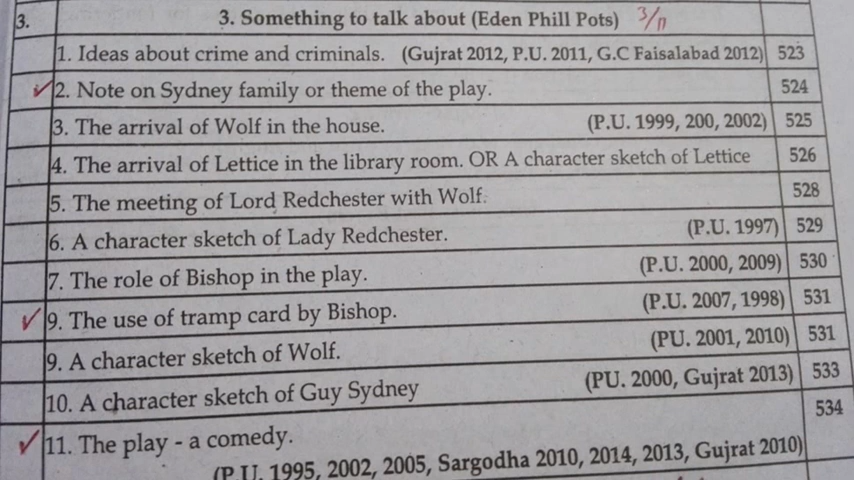 3. 3. Something to talk about (Eden Phill Pots) 3/11
1. Ideas about crime and criminals. (Gujrat 2012, P.U. 2011, G.C Faisalabad 2012) 523
2. Note on Sydney family or theme of the play. 524
3. The arrival of Wolf in the house. (P.U. 1999, 200, 2002) 525
4. The arrival of Lettice in the library room. OR A character sketch of Lettice 526
5. The meeting of Lord Redchester with Wolf. 528
6. A character sketch of Lady Redchester. (P.U. 1997) 529
7. The role of Bishop in the play. (P.U. 2000, 2009) 530
9. The use of tramp card by Bishop. (P.U. 2007, 1998) 531
9. A character sketch of Wolf. (PU. 2001, 2010) 531
10. A character sketch of Guy Sydney (PU. 2000, Gujrat 2013) 533
11. The play - a comedy. 534
(P.U. 1995, 2002, 2005, Sargodha 2010, 2014, 2013, Gujrat 2010)